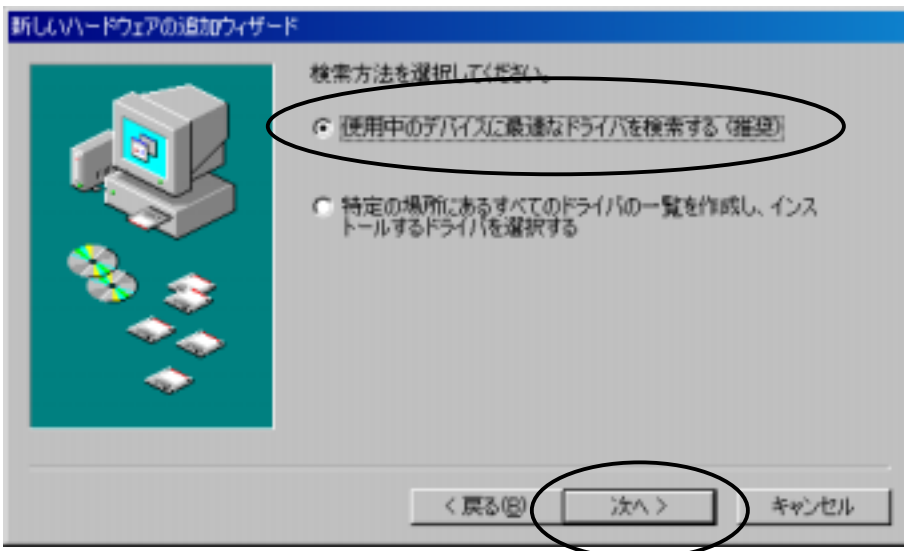 新しいハードウェアの追加ウィザード
検索方法を選択してください。
使用中のデバイスに最適なドライバを検索する (推奨)
特定の場所にあるすべてのドライバの一覧を作成し、インス
トールするドライバを選択する
< 戻る(B)
次へ >
キャンセル